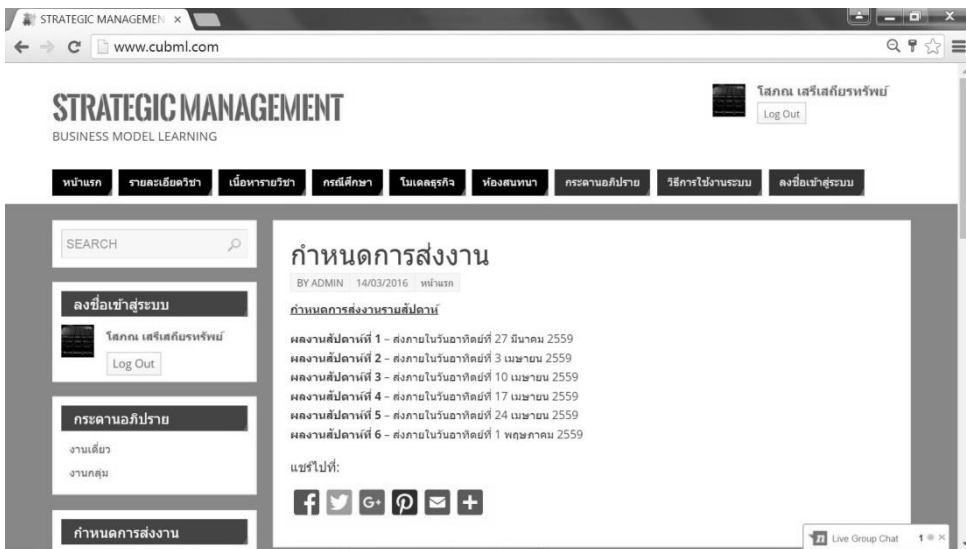 STRATEGIC MANAGEMEN
www.cubml.com
STRATEGIC MANAGEMENT
BUSINESS MODEL LEARNING
โสภณ เสรีเสถียรทรัพย์
Log Out
หน้าแรก รายละเอียดวิชา เนื้อหารายวิชา กรณีศึกษา โมเดลธุรกิจ ห้องสนทนา กระดานอภิปราย วิธีการใช้งานระบบ ลงชื่อเข้าสู่ระบบ
SEARCH
ลงชื่อเข้าสู่ระบบ
โสภณ เสรีเสถียรทรัพย์
Log Out
กระดานอภิปราย
งานเดี่ยว
งานกลุ่ม
กำหนดการส่งงาน
กำหนดการส่งงาน
BY ADMIN 14/03/2016 หน้าแรก
กำหนดการส่งงานรายสัปดาห์
ผลงานสัปดาห์ที่ 1 – ส่งภายในวันอาทิตย์ที่ 27 มีนาคม 2559
ผลงานสัปดาห์ที่ 2 – ส่งภายในวันอาทิตย์ที่ 3 เมษายน 2559
ผลงานสัปดาห์ที่ 3 – ส่งภายในวันอาทิตย์ที่ 10 เมษายน 2559
ผลงานสัปดาห์ที่ 4 – ส่งภายในวันอาทิตย์ที่ 17 เมษายน 2559
ผลงานสัปดาห์ที่ 5 – ส่งภายในวันอาทิตย์ที่ 24 เมษายน 2559
ผลงานสัปดาห์ที่ 6 – ส่งภายในวันอาทิตย์ที่ 1 พฤษภาคม 2559
แชร์ไปที่:
Live Group Chat 1